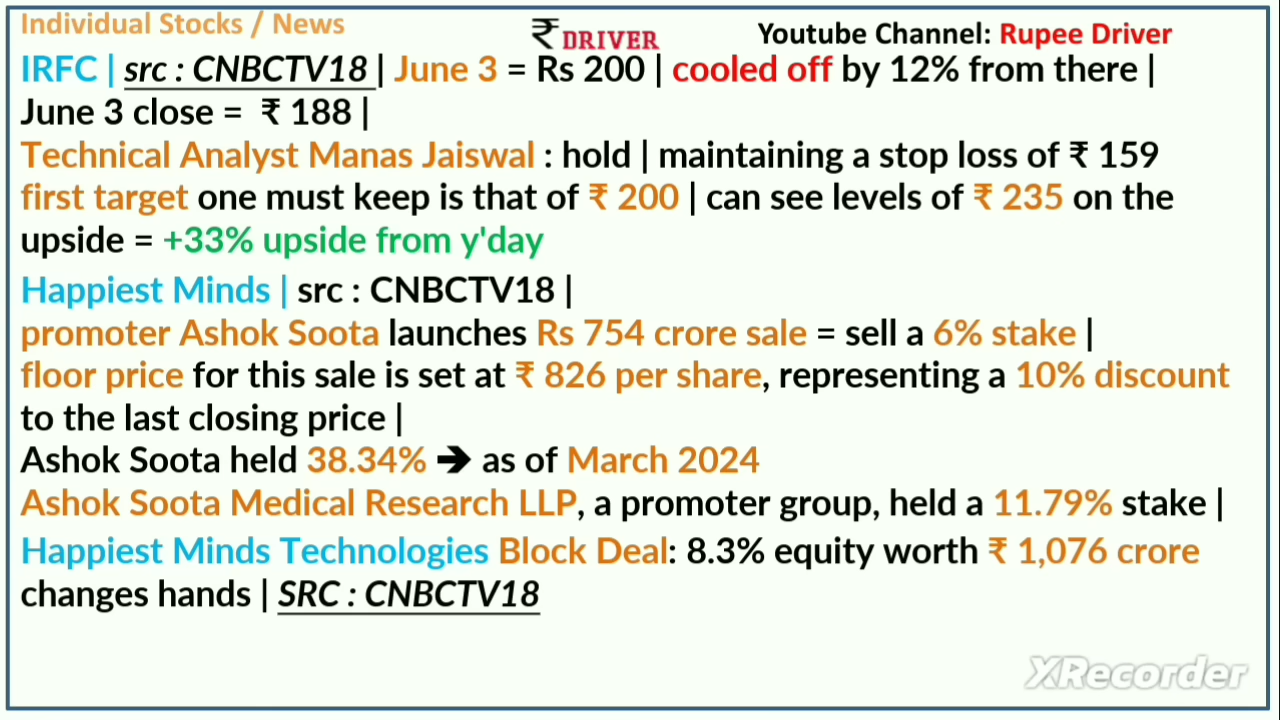 Individual Stocks / News
₹ DRIVER
Youtube Channel: Rupee Driver
IRFC | src : CNBCTV18 | June 3 = Rs 200 | cooled off by 12% from there |
June 3 close = ₹ 188 |
Technical Analyst Manas Jaiswal : hold | maintaining a stop loss of ₹ 159
first target one must keep is that of ₹ 200 | can see levels of ₹ 235 on the
upside = +33% upside from y'day
Happiest Minds | src : CNBCTV18 |
promoter Ashok Soota launches Rs 754 crore sale = sell a 6% stake |
floor price for this sale is set at ₹ 826 per share, representing a 10% discount
to the last closing price |
Ashok Soota held 38.34% ➔ as of March 2024
Ashok Soota Medical Research LLP, a promoter group, held a 11.79% stake |
Happiest Minds Technologies Block Deal: 8.3% equity worth ₹ 1,076 crore
changes hands | SRC : CNBCTV18
XRecorder